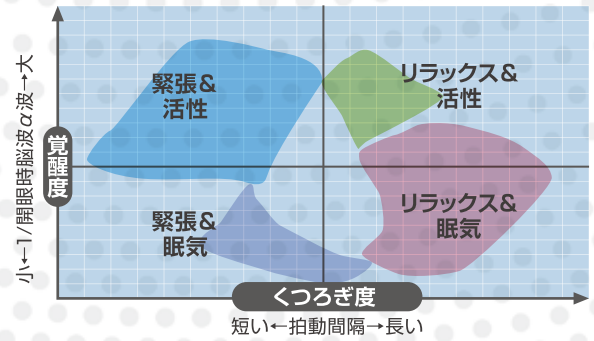 緊張&
活性
リラックス&
活性
緊張&
眠気
リラックス&
眠気
覚醒度
小←1/開眼時脳波α波→大
くつろぎ度
短い←拍動間隔→長い